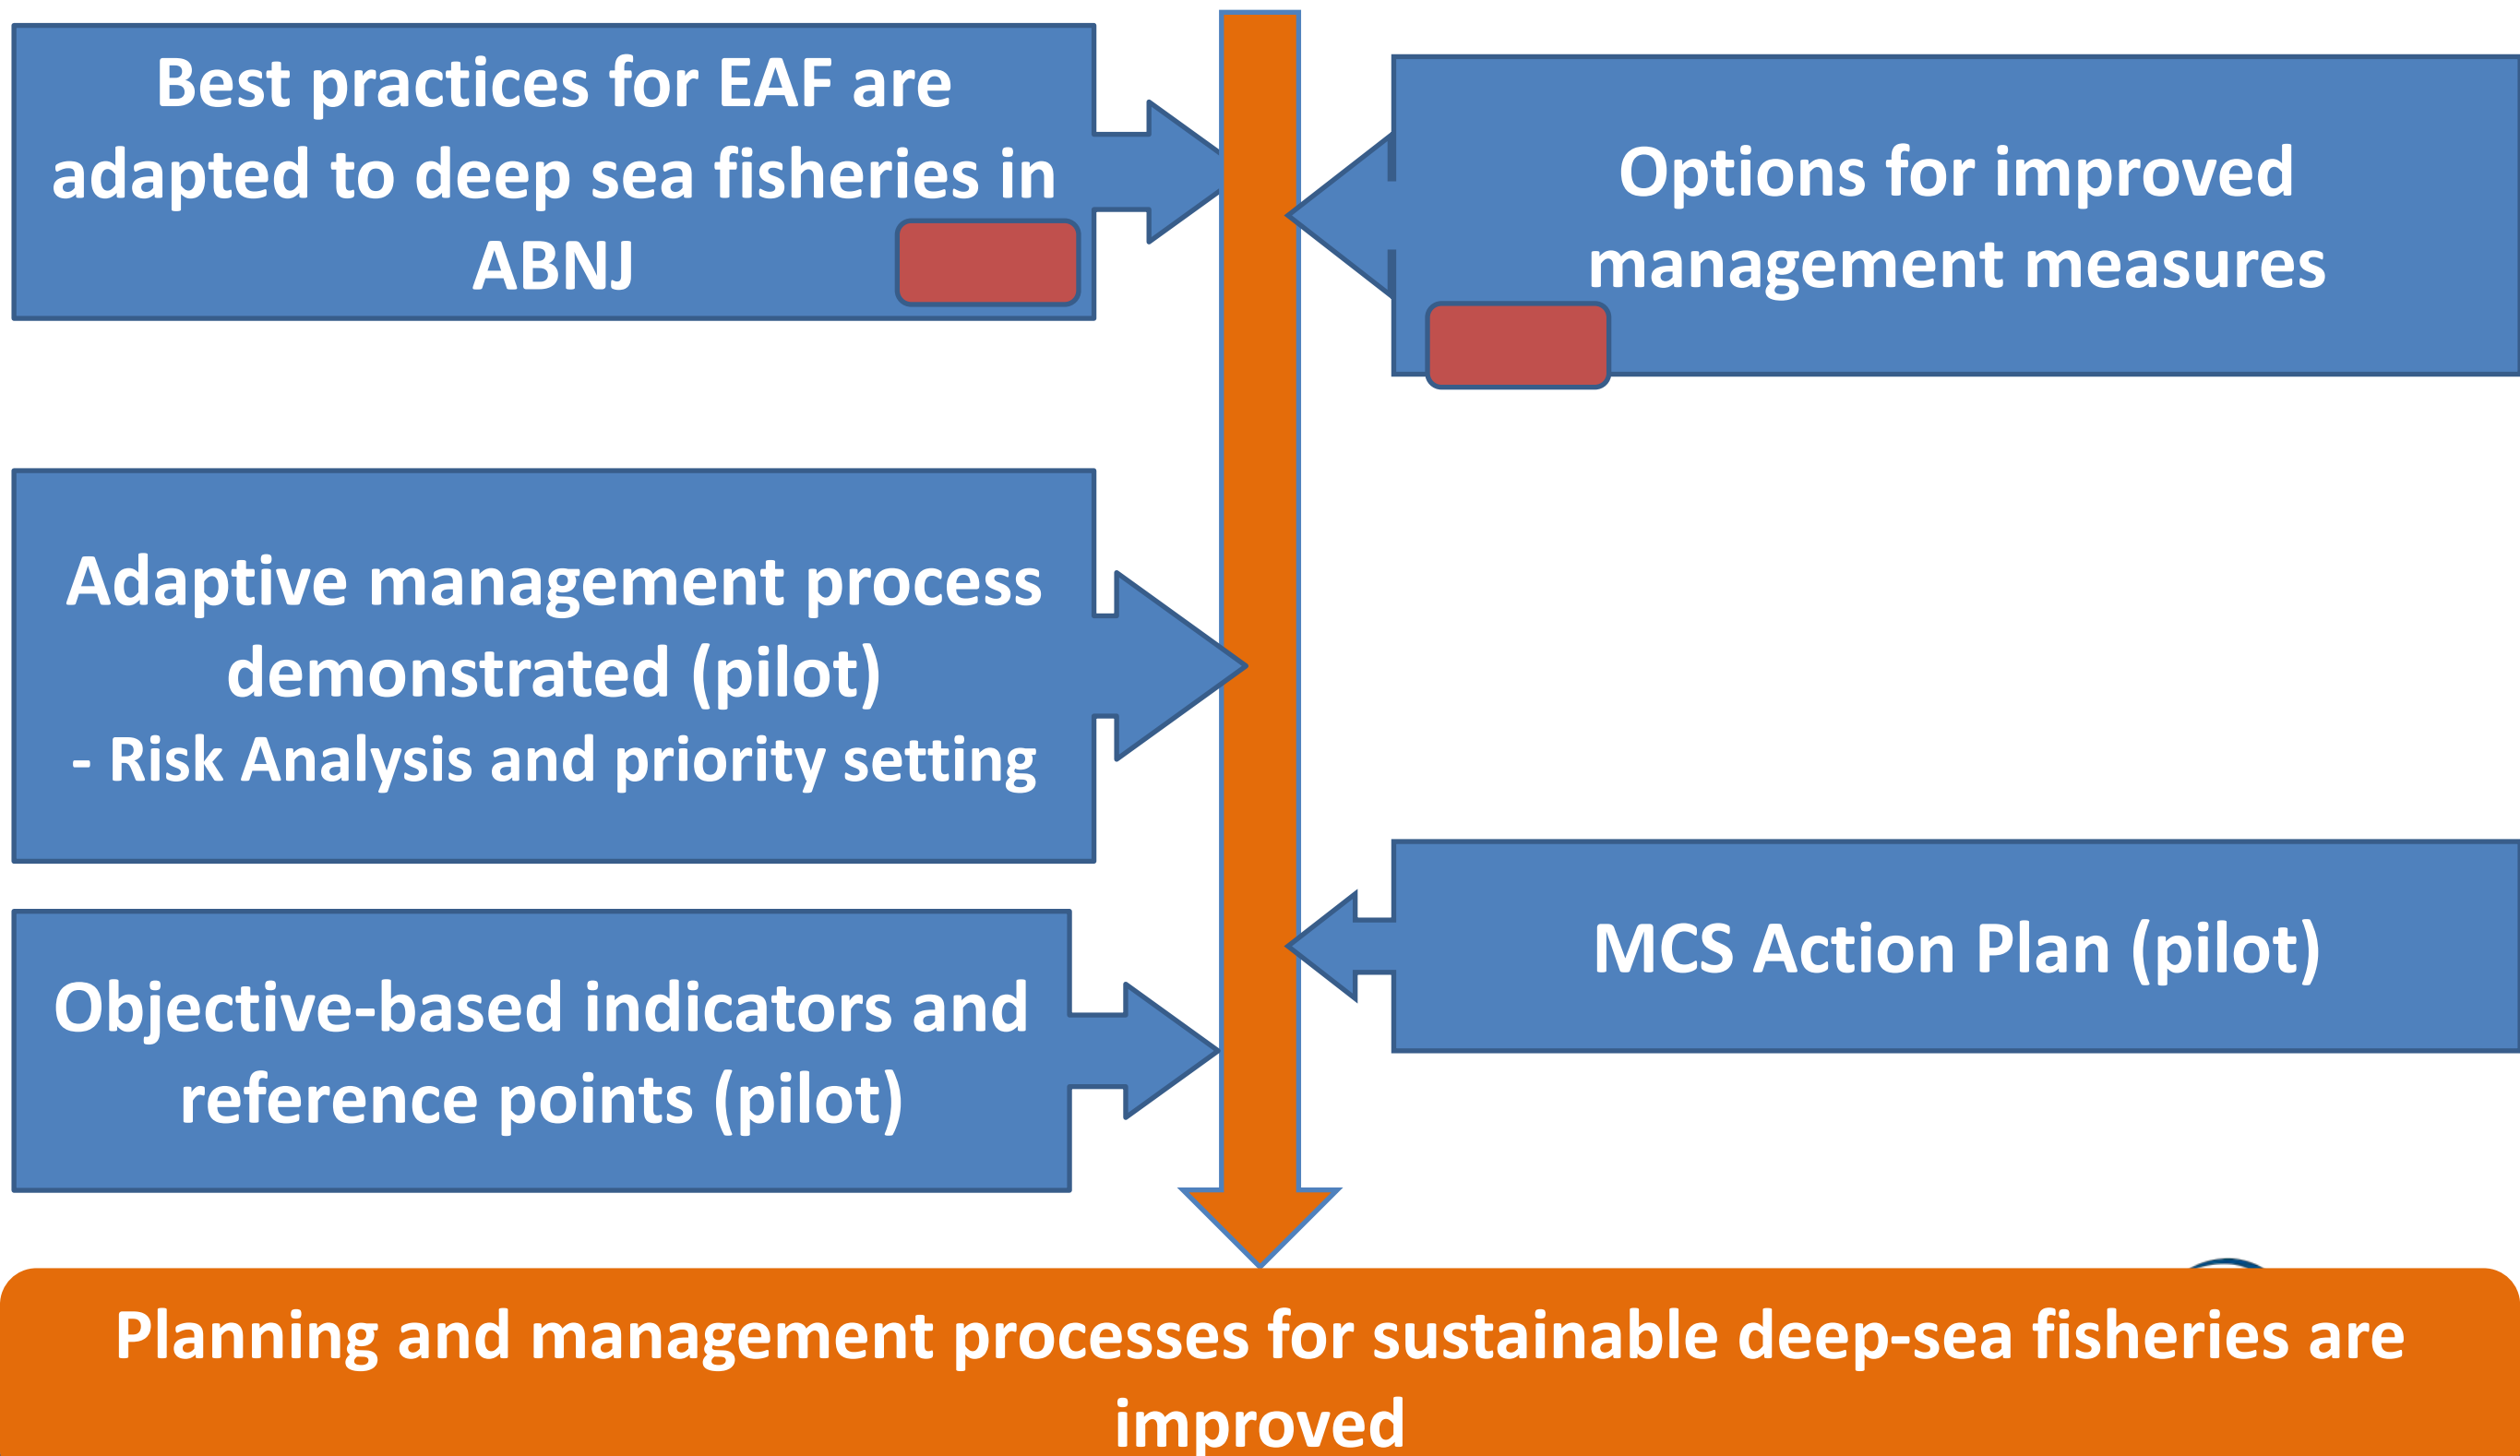 Best practices for EAF are
adapted to deep sea fisheries in
ABNJ
Options for improved
management measures
Adaptive management process
demonstrated (pilot)
- Risk Analysis and priority setting
MCS Action Plan (pilot)
Objective-based indicators and
reference points (pilot)
Planning and management processes for sustainable deep-sea fisheries are
improved